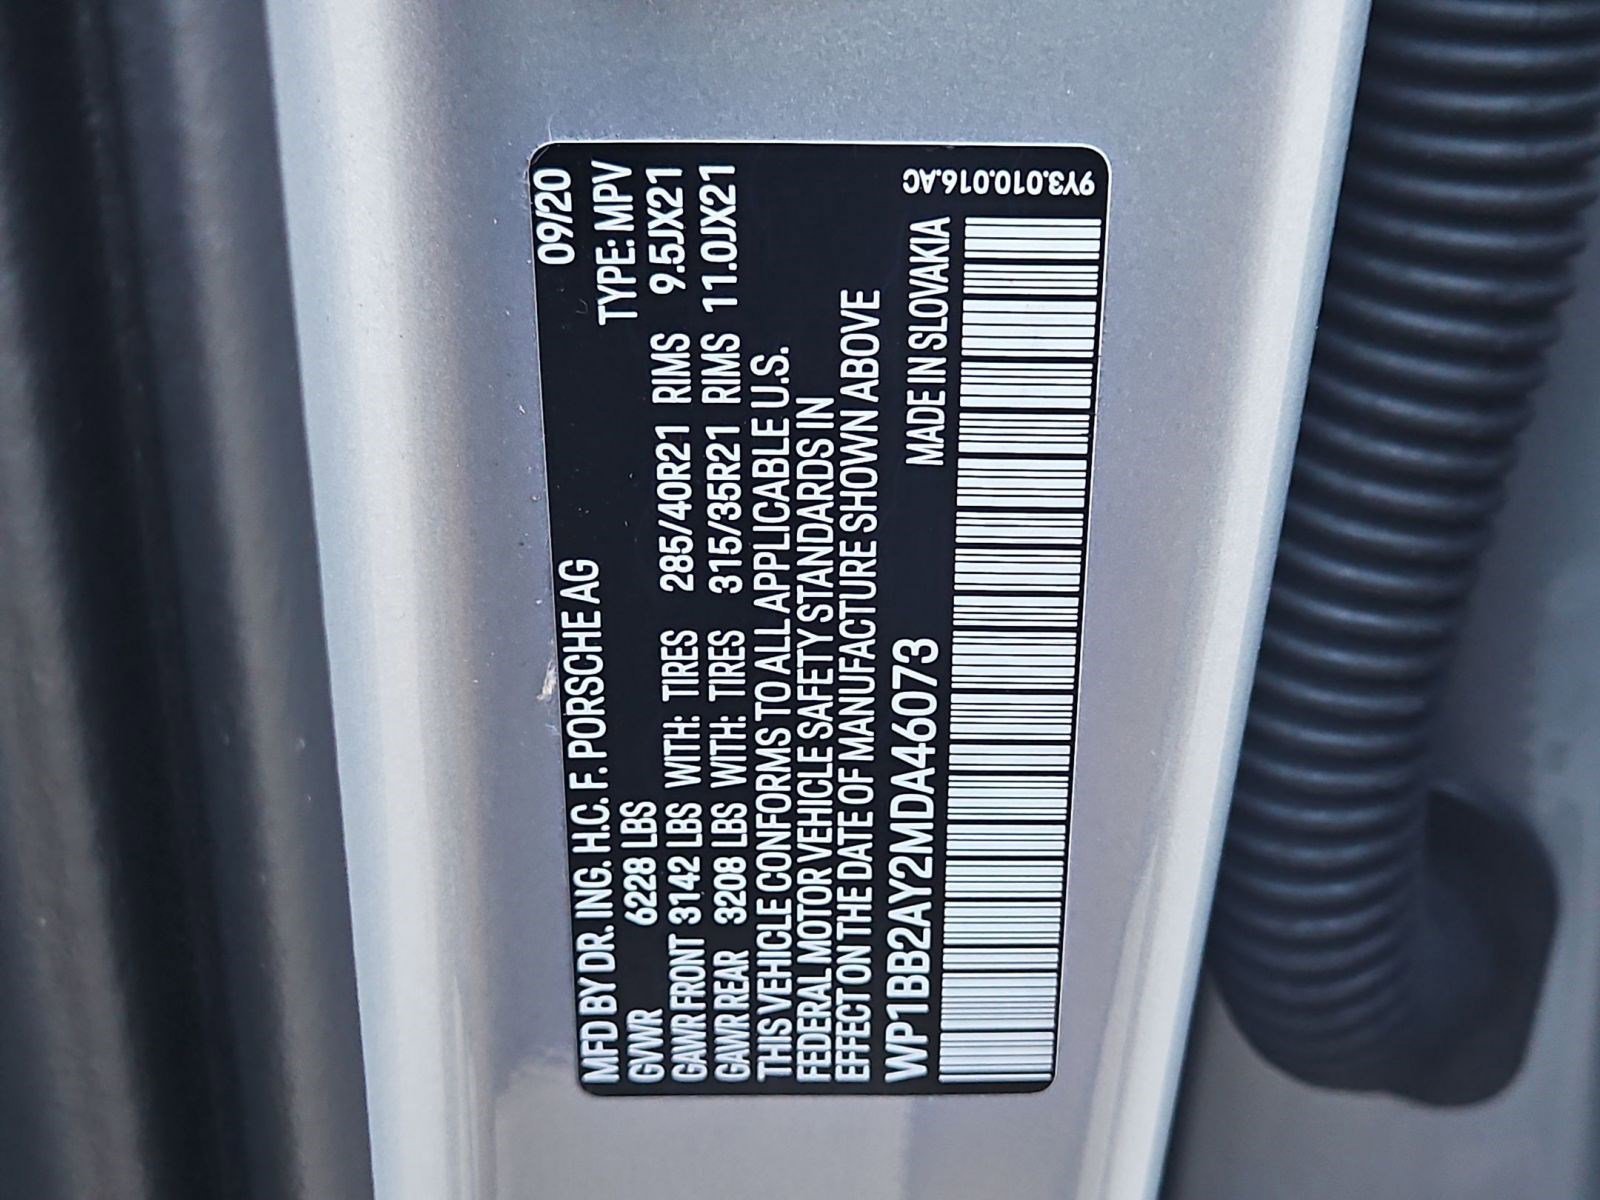 MFD BY DR. ING. H.C. F. PORSCHE AG 09/20
GVWR 6228 LBS TYPE: MPV
GAWR FRONT 3142 LBS WITH: TIRES 285/40R21 RIMS 9.5JX21
GAWR REAR 3208 LBS WITH: TIRES 315/35R21 RIMS 11.0JX21
THIS VEHICLE CONFORMS TO ALL APPLICABLE U.S.
FEDERAL MOTOR VEHICLE SAFETY STANDARDS IN
EFFECT ON THE DATE OF MANUFACTURE SHOWN ABOVE
WP1BB2AY2MDA46073 MADE IN SLOVAKIA
9Y3.010.016.AC